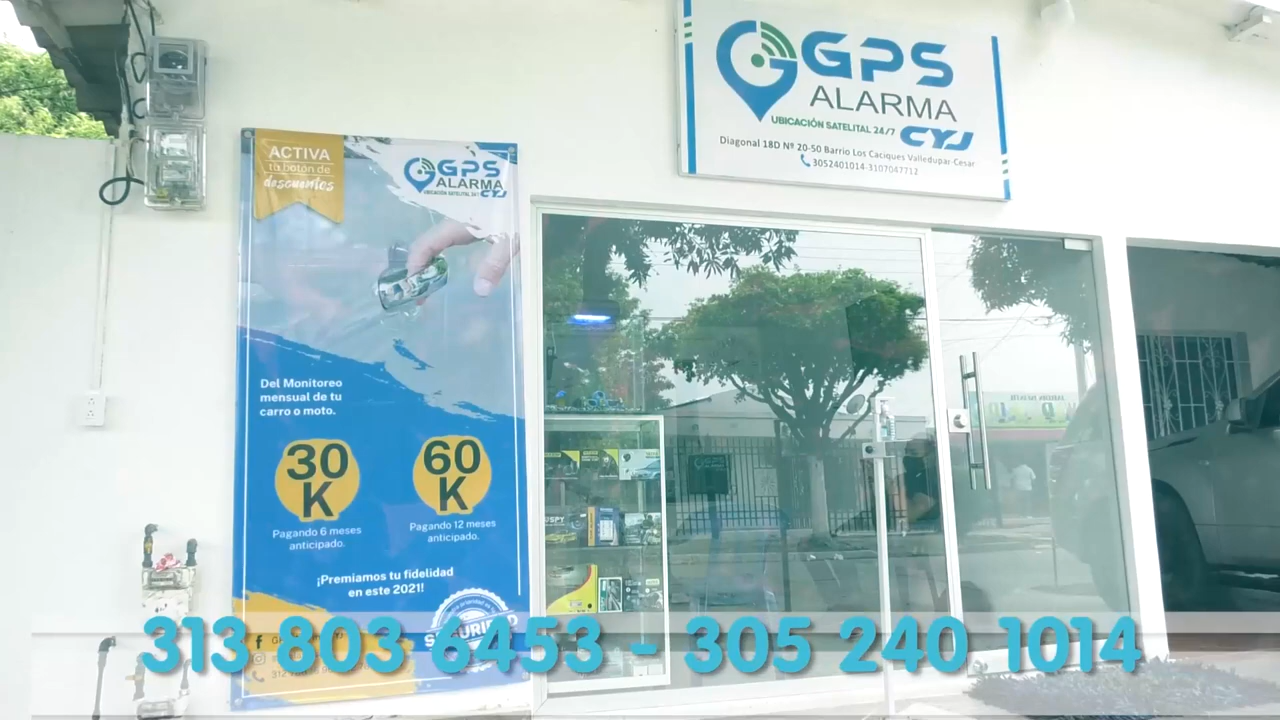 GPS
ALARMA
UBICACIÓN SATELITAL 24/7 CYJ
Diagonal 18D Nº 20-50 Barrio Los Caciques Valledupar-Cesar
3052401014-3107047712
ACTIVA
tu botón de
descuentos
GPS
ALARMA
UBICACIÓN SATELITAL 24/7
CYJ
Del Monitoreo
mensual de tu
carro o moto.
30
K
60
K
Pagando 6 meses
anticipado.
Pagando 12 meses
anticipado.
¡Premiamos tu fidelidad
en este 2021!
313 803 6453 - 305 240 1014